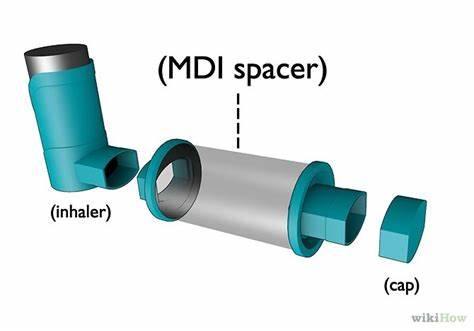 (MDI spacer)
(inhaler)
(cap)
wikiHow